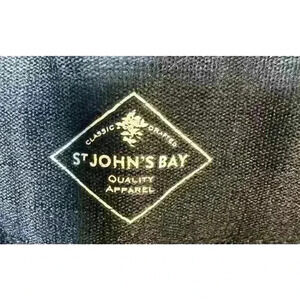 CLASSIC CRAFTED
ST JOHN'S BAY
QUALITY
APPAREL